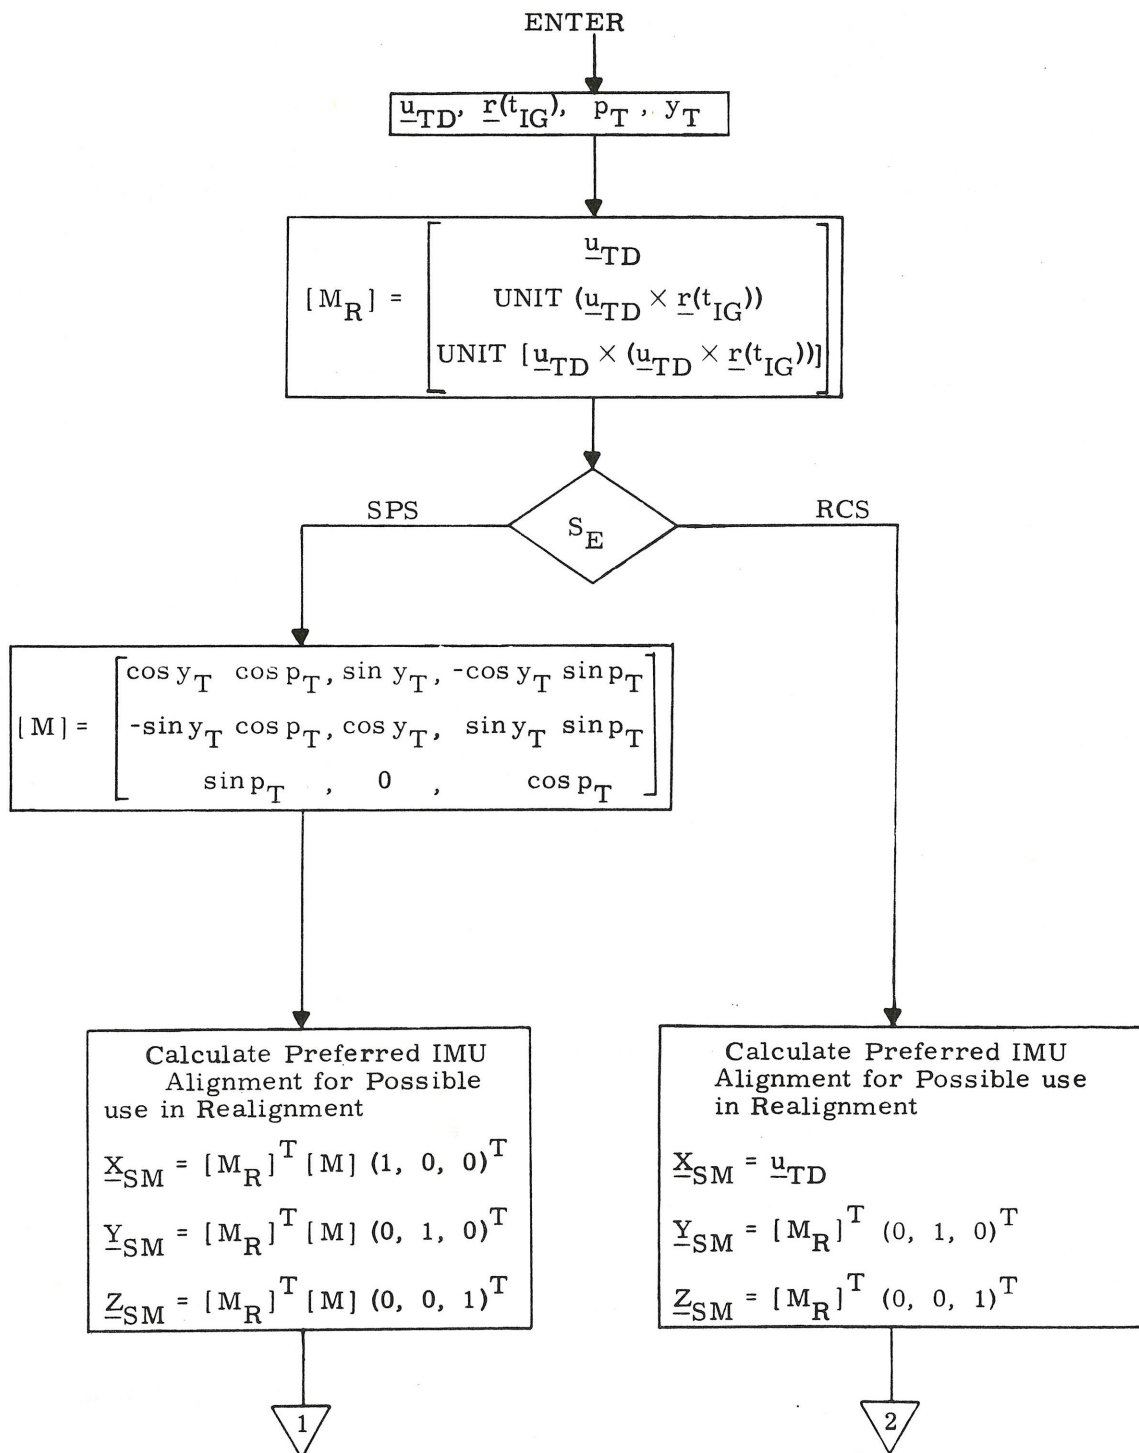 ENTER
u_TD, r(t_IG), p_T, y_T
[M_R] =
u_TD
UNIT (u_TD × r(t_IG))
UNIT [u_TD × (u_TD × r(t_IG))]
SPS
S_E
RCS
[M] =
cos y_T cos p_T, sin y_T, -cos y_T sin p_T
-sin y_T cos p_T, cos y_T, sin y_T sin p_T
sin p_T , 0 , cos p_T
Calculate Preferred IMU
Alignment for Possible
use in Realignment
X_SM = [M_R]^T [M] (1, 0, 0)^T
Y_SM = [M_R]^T [M] (0, 1, 0)^T
Z_SM = [M_R]^T [M] (0, 0, 1)^T
1
Calculate Preferred IMU
Alignment for Possible use
in Realignment
X_SM = u_TD
Y_SM = [M_R]^T (0, 1, 0)^T
Z_SM = [M_R]^T (0, 0, 1)^T
2